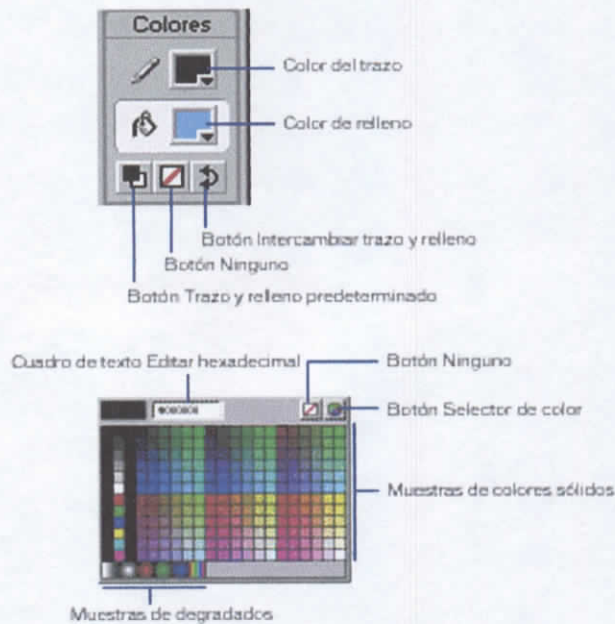 Colores
Color del trazo
Color de relleno
Botón Intercambiar trazo y relleno
Botón Ninguno
Botón Trazo y relleno predeterminado
Cuadro de texto Editar hexadecimal
Botón Ninguno
Botón Selector de color
Muestras de colores sólidos
Muestras de degradados